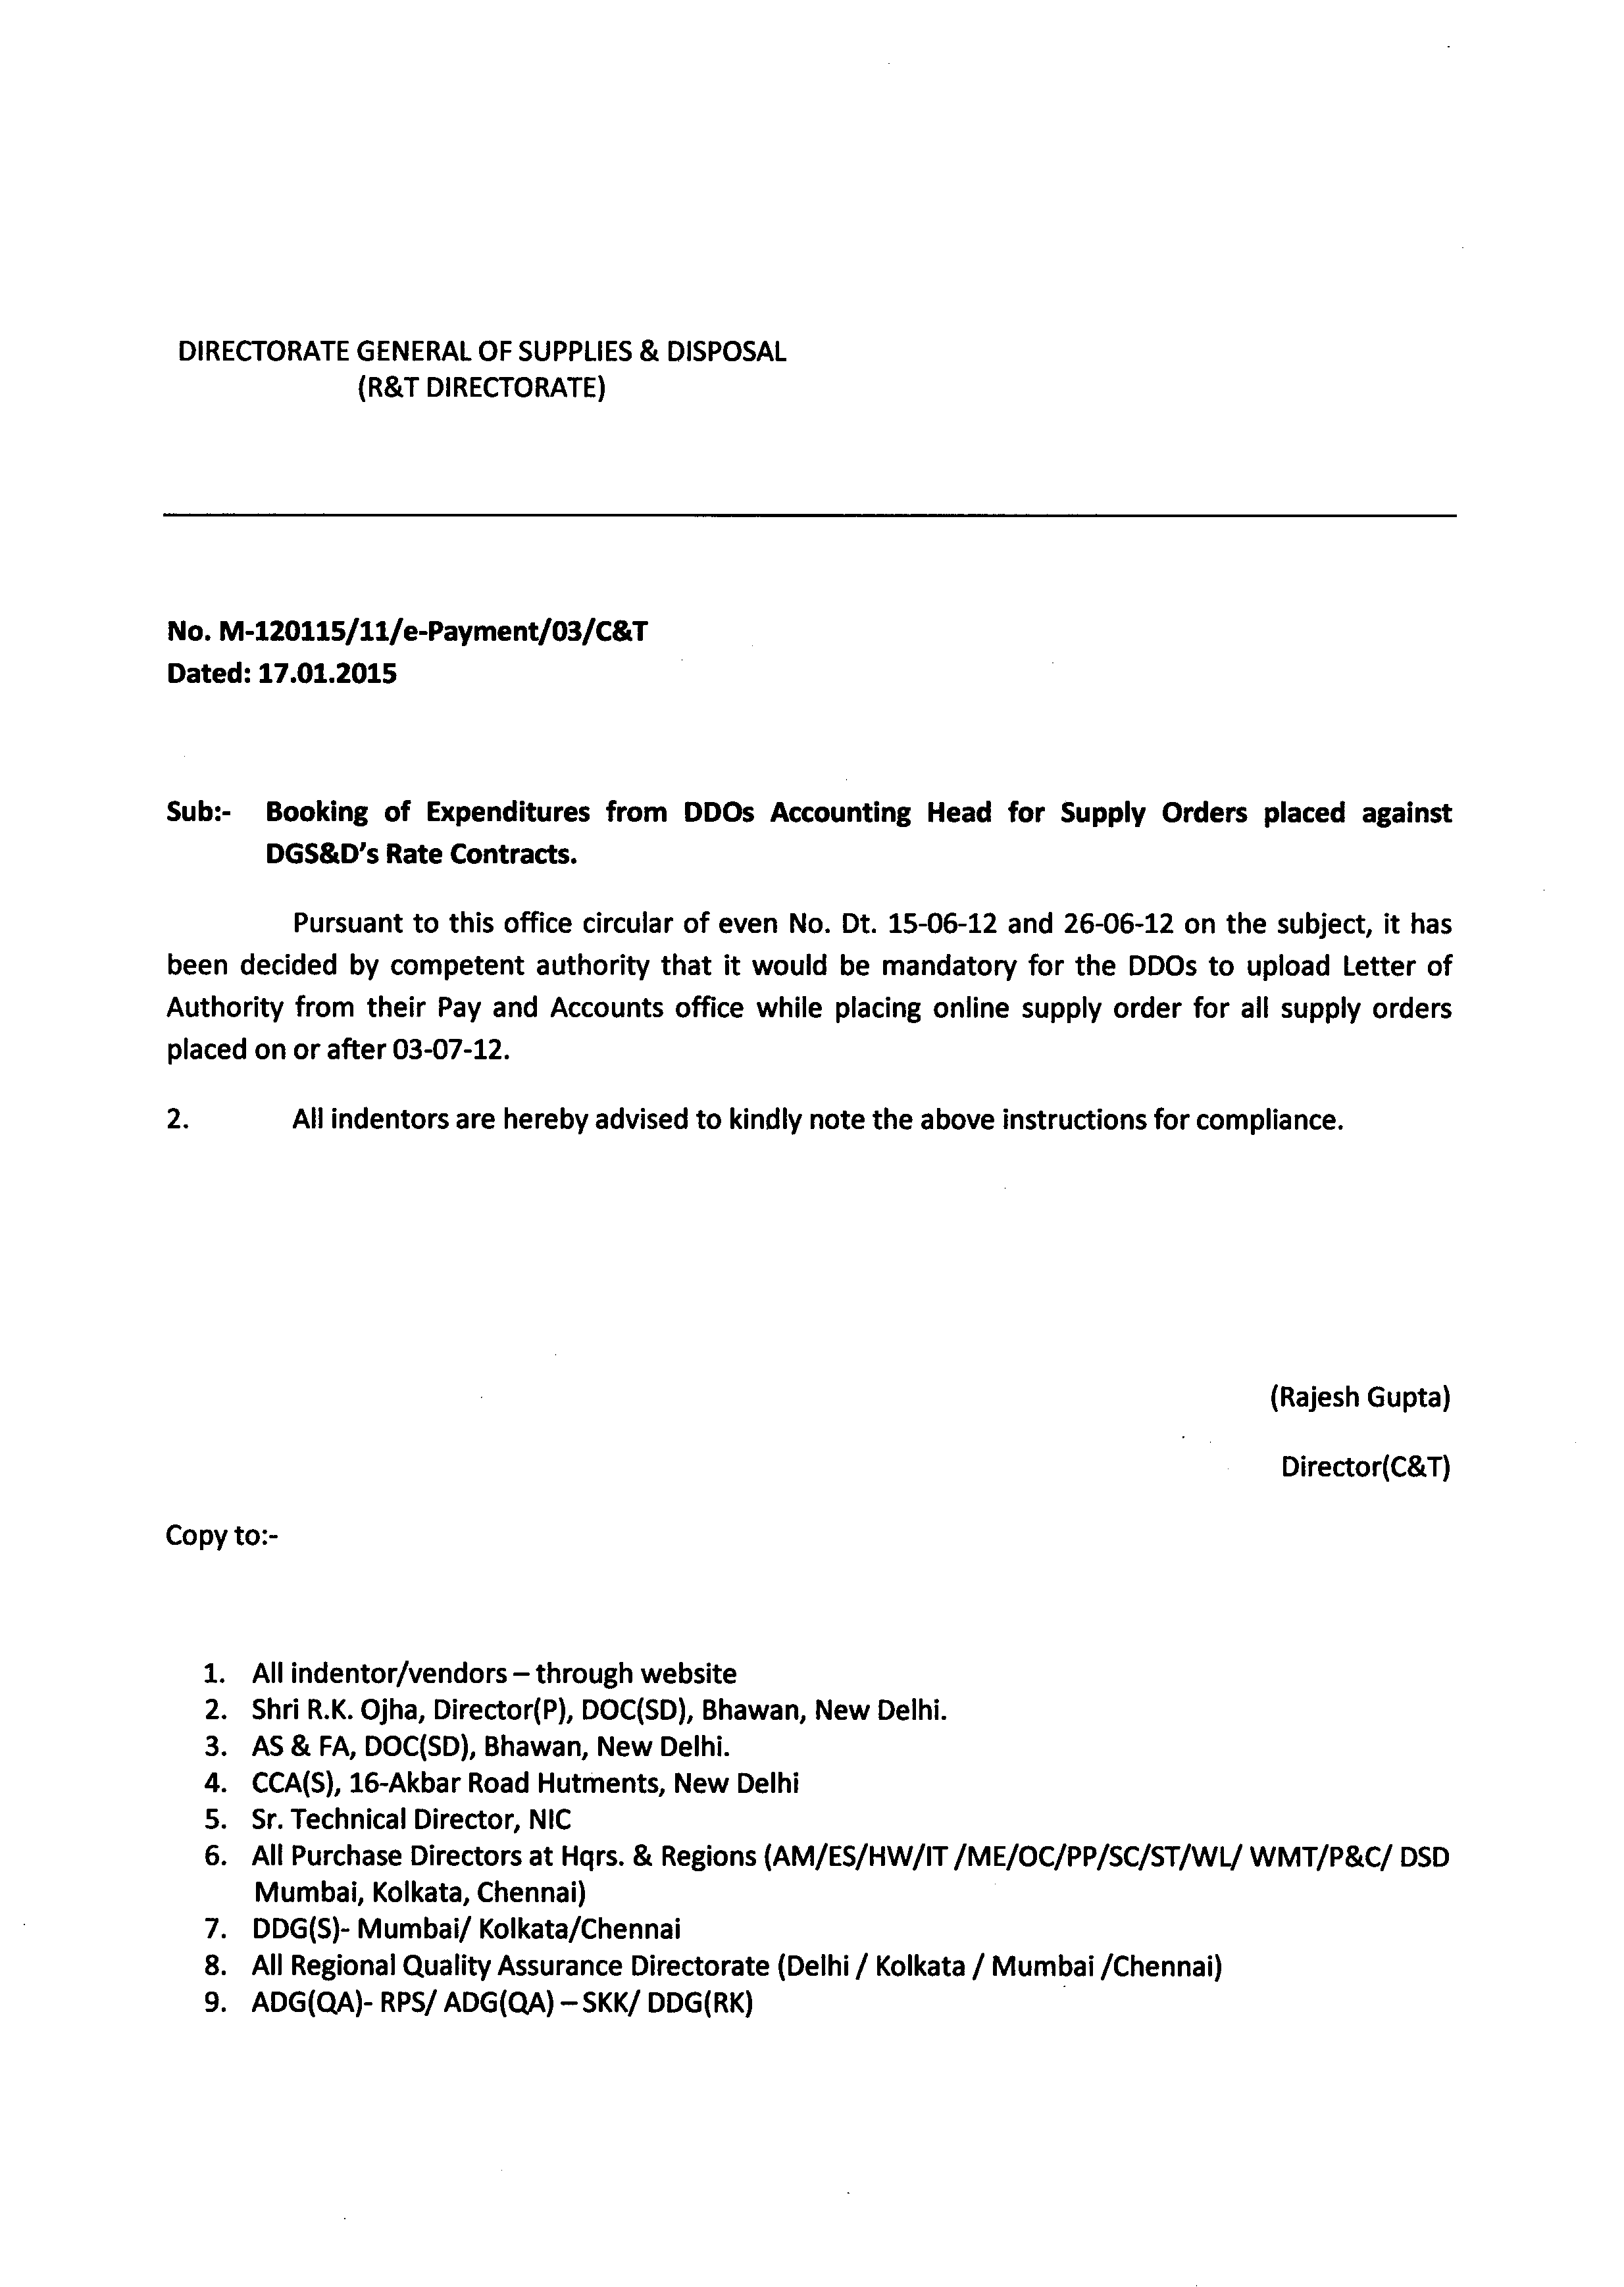 DIRECTORATE GENERAL OF SUPPLIES & DISPOSAL
(R&T DIRECTORATE)
No. M-120115/11/e-Payment/03/C&T
Dated: 17.01.2015
Sub:- Booking of Expenditures from DDOs Accounting Head for Supply Orders placed against
DGS&D's Rate Contracts.
Pursuant to this office circular of even No. Dt. 15-06-12 and 26-06-12 on the subject, it has
been decided by competent authority that it would be mandatory for the DDOs to upload Letter of
Authority from their Pay and Accounts office while placing online supply order for all supply orders
placed on or after 03-07-12.
2. All indentors are hereby advised to kindly note the above instructions for compliance.
(Rajesh Gupta)
Director(C&T)
Copy to:-
1. All indentor/vendors – through website
2. Shri R.K. Ojha, Director(P), DOC(SD), Bhawan, New Delhi.
3. AS & FA, DOC(SD), Bhawan, New Delhi.
4. CCA(S), 16-Akbar Road Hutments, New Delhi
5. Sr. Technical Director, NIC
6. All Purchase Directors at Hqrs. & Regions (AM/ES/HW/IT /ME/OC/PP/SC/ST/WL/ WMT/P&C/ DSD
Mumbai, Kolkata, Chennai)
7. DDG(S)- Mumbai/ Kolkata/Chennai
8. All Regional Quality Assurance Directorate (Delhi / Kolkata / Mumbai /Chennai)
9. ADG(QA)- RPS/ ADG(QA) – SKK/ DDG(RK)